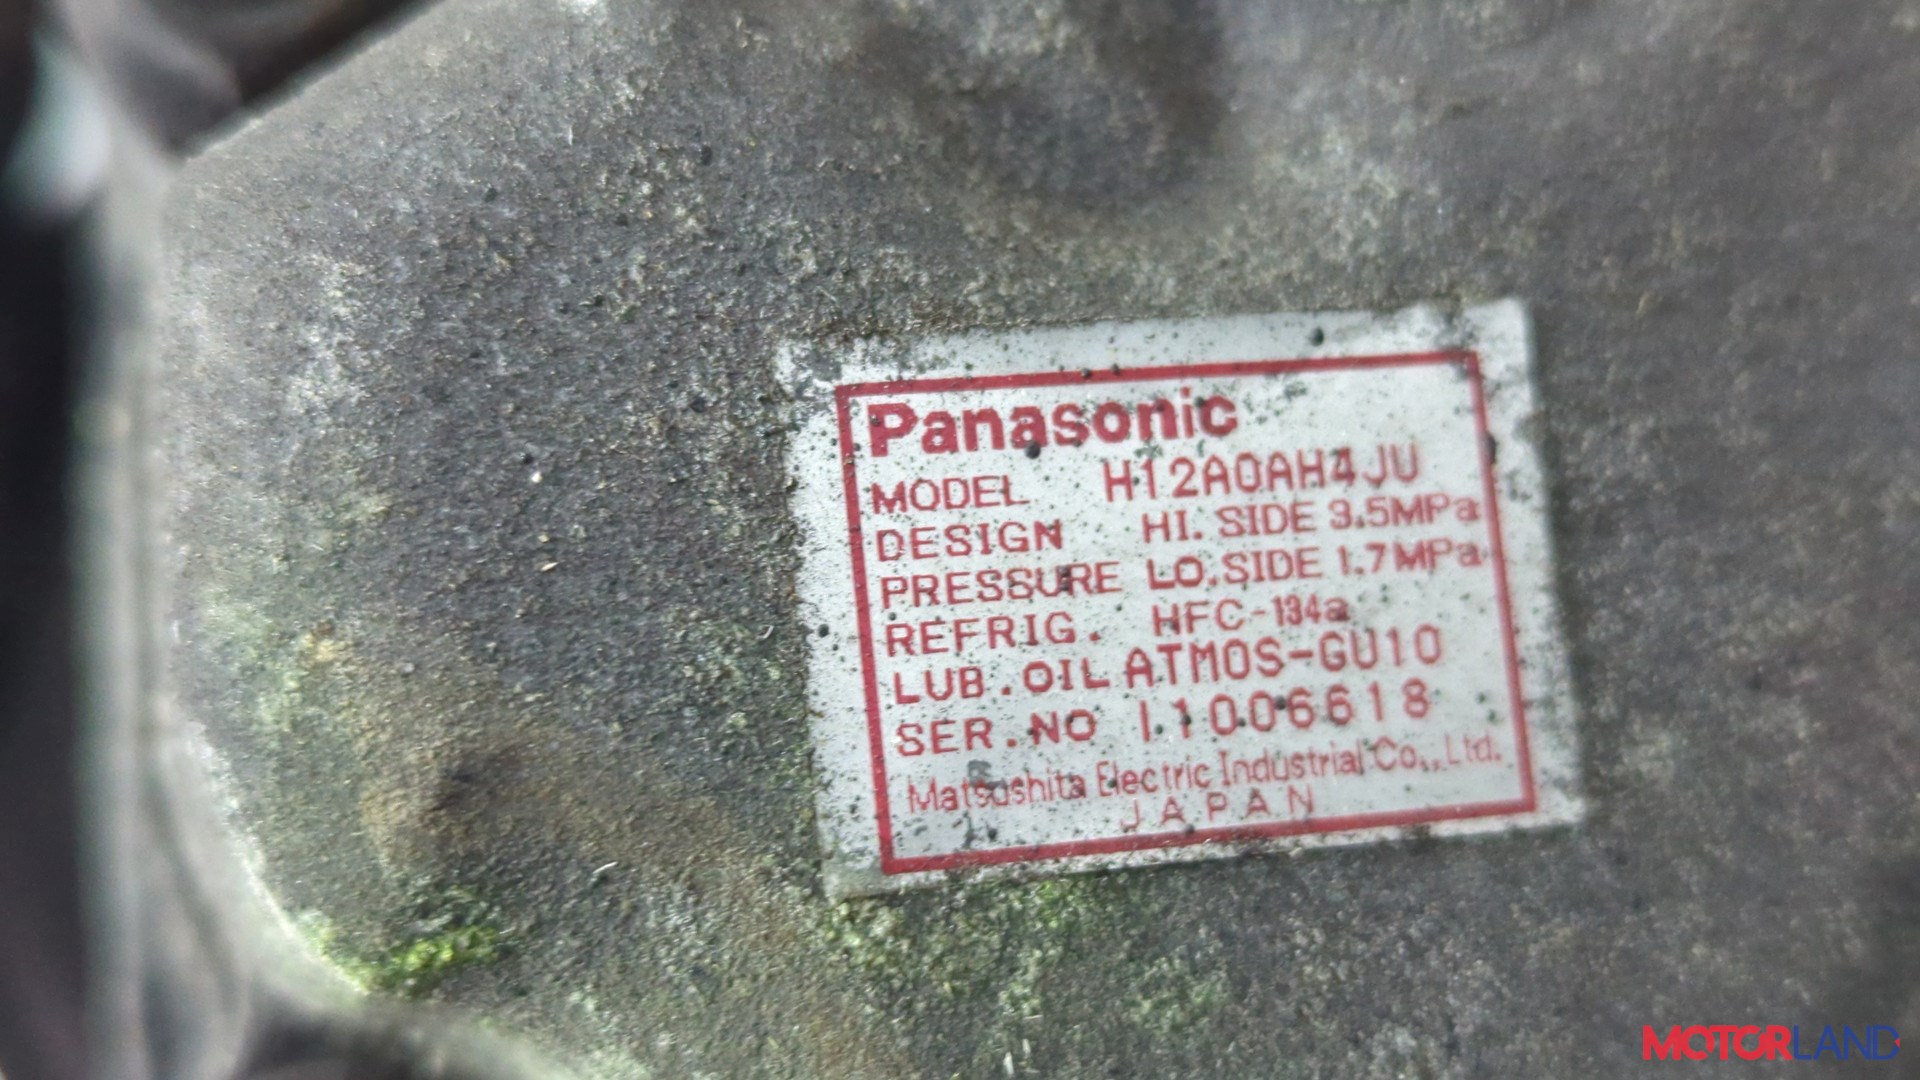 Panasonic
MODEL H12A0AH4JU
DESIGN HI. SIDE 3.5MPa
PRESSURE LO.SIDE 1.7MPa
REFRIG. HFC-134a
LUB.OIL ATMOS-GU10
SER.NO 11006618
Matsushita Electric Industrial Co., Ltd.
JAPAN
MOTORLAND